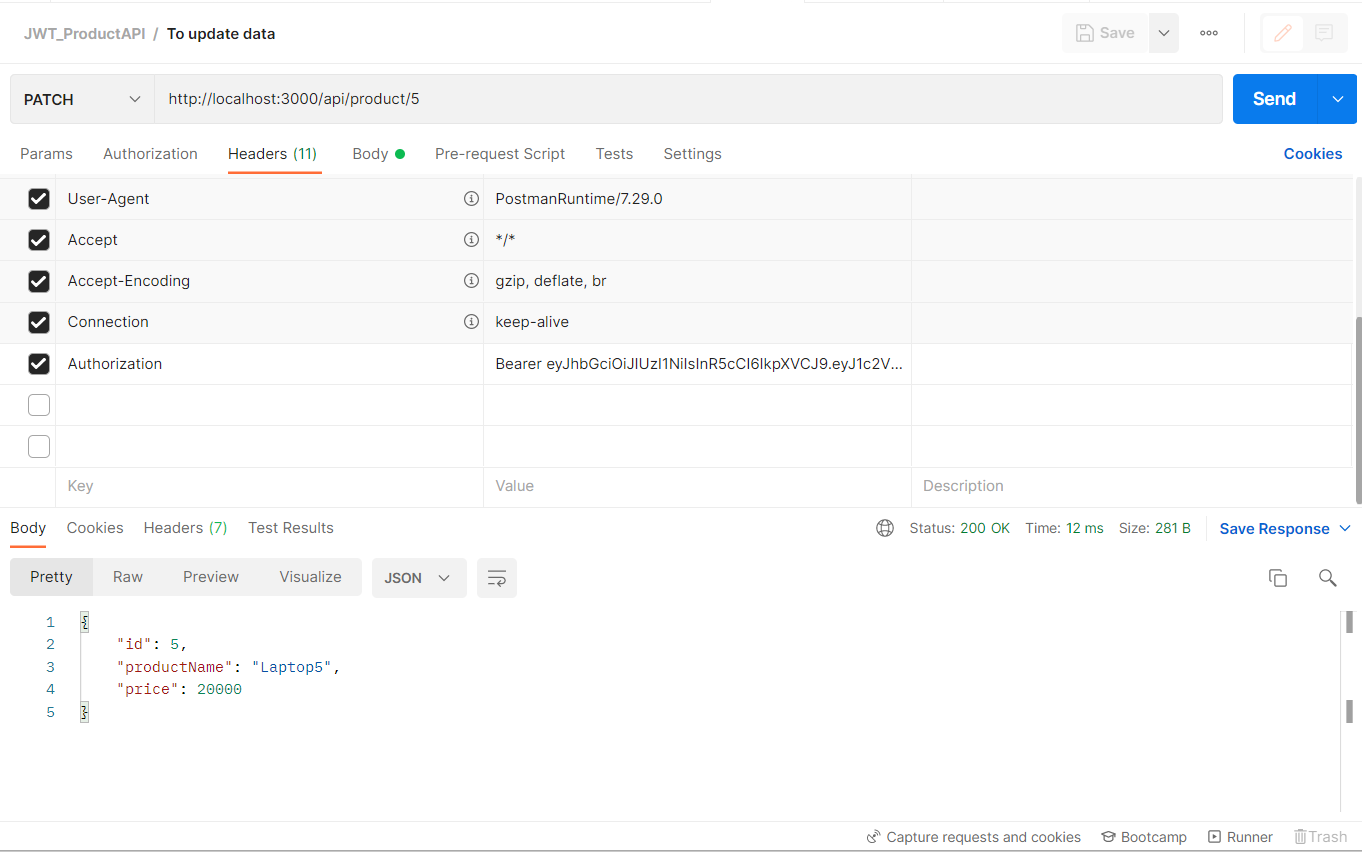 JWT_ProductAPI / To update data
Save
PATCH
http://localhost:3000/api/product/5
Send
Params Authorization Headers (11) Body Pre-request Script Tests Settings Cookies
User-Agent PostmanRuntime/7.29.0
Accept */*
Accept-Encoding gzip, deflate, br
Connection keep-alive
Authorization Bearer eyJhbGciOiJIUzI1NiIsInR5cCI6IkpXVCJ9.eyJ1c2V...
Key Value Description
Body Cookies Headers (7) Test Results Status: 200 OK Time: 12 ms Size: 281 B Save Response
Pretty Raw Preview Visualize JSON
1 {
2 "id": 5,
3 "productName": "Laptop5",
4 "price": 20000
5 }
Capture requests and cookies Bootcamp Runner Trash